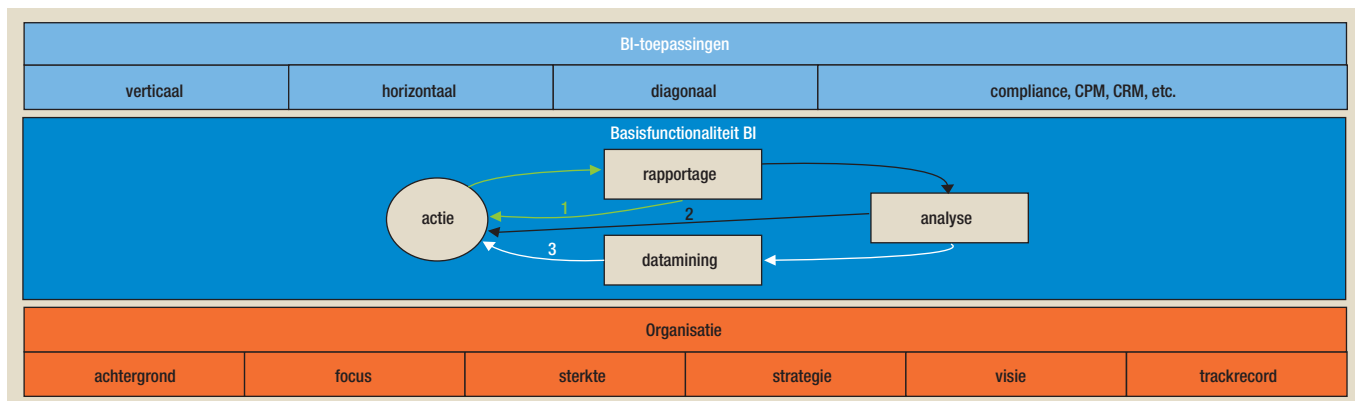 BI-toepassingen
verticaal horizontaal diagonaal compliance, CPM, CRM, etc.
Basisfunctionaliteit BI
rapportage
1
2
actie
analyse
3
datamining
Organisatie
achtergrond focus sterkte strategie visie trackrecord